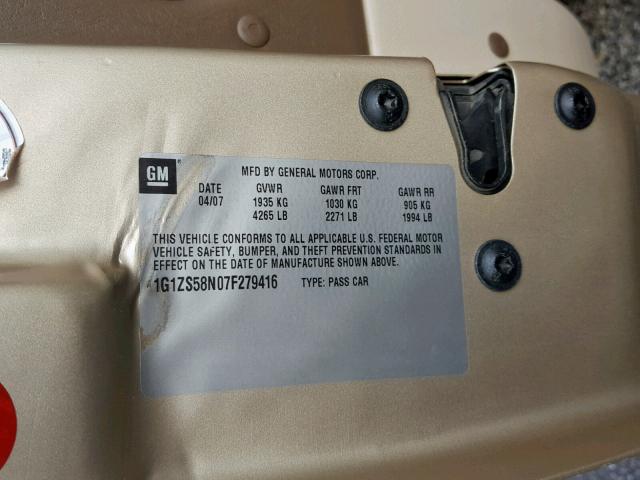 GM
MFD BY GENERAL MOTORS CORP.
DATE GVWR GAWR FRT GAWR RR
04/07 1935 KG 1030 KG 905 KG
4265 LB 2271 LB 1994 LB
THIS VEHICLE CONFORMS TO ALL APPLICABLE U.S. FEDERAL MOTOR
VEHICLE SAFETY, BUMPER, AND THEFT PREVENTION STANDARDS IN
EFFECT ON THE DATE OF MANUFACTURE SHOWN ABOVE.
1G1ZS58N07F279416 TYPE: PASS CAR